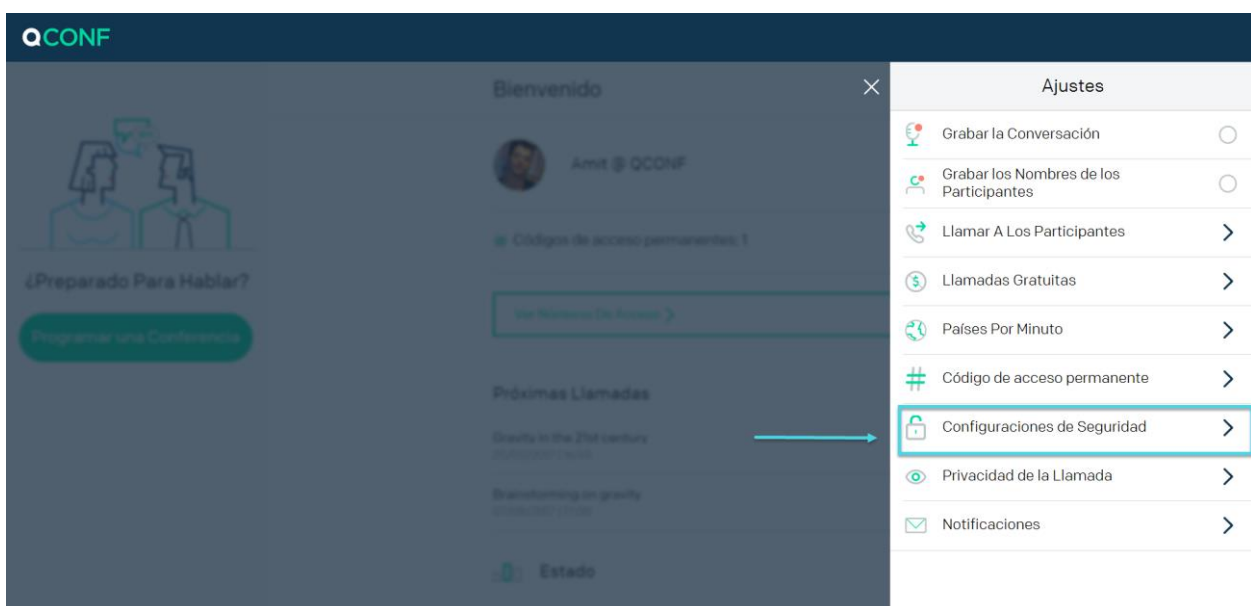 QCONF
Bienvenido
Ajustes
Amit @ QCONF
Códigos de acceso permanentes: 1
¿Preparado Para Hablar?
Programar una Conferencia
Ver Números De Acceso
Próximas Llamadas
Gravity in the 21st century
Brainstorming on gravity
Estado
Grabar la Conversación
Grabar los Nombres de los
Participantes
Llamar A Los Participantes
Llamadas Gratuitas
Países Por Minuto
Código de acceso permanente
Configuraciones de Seguridad
Privacidad de la Llamada
Notificaciones